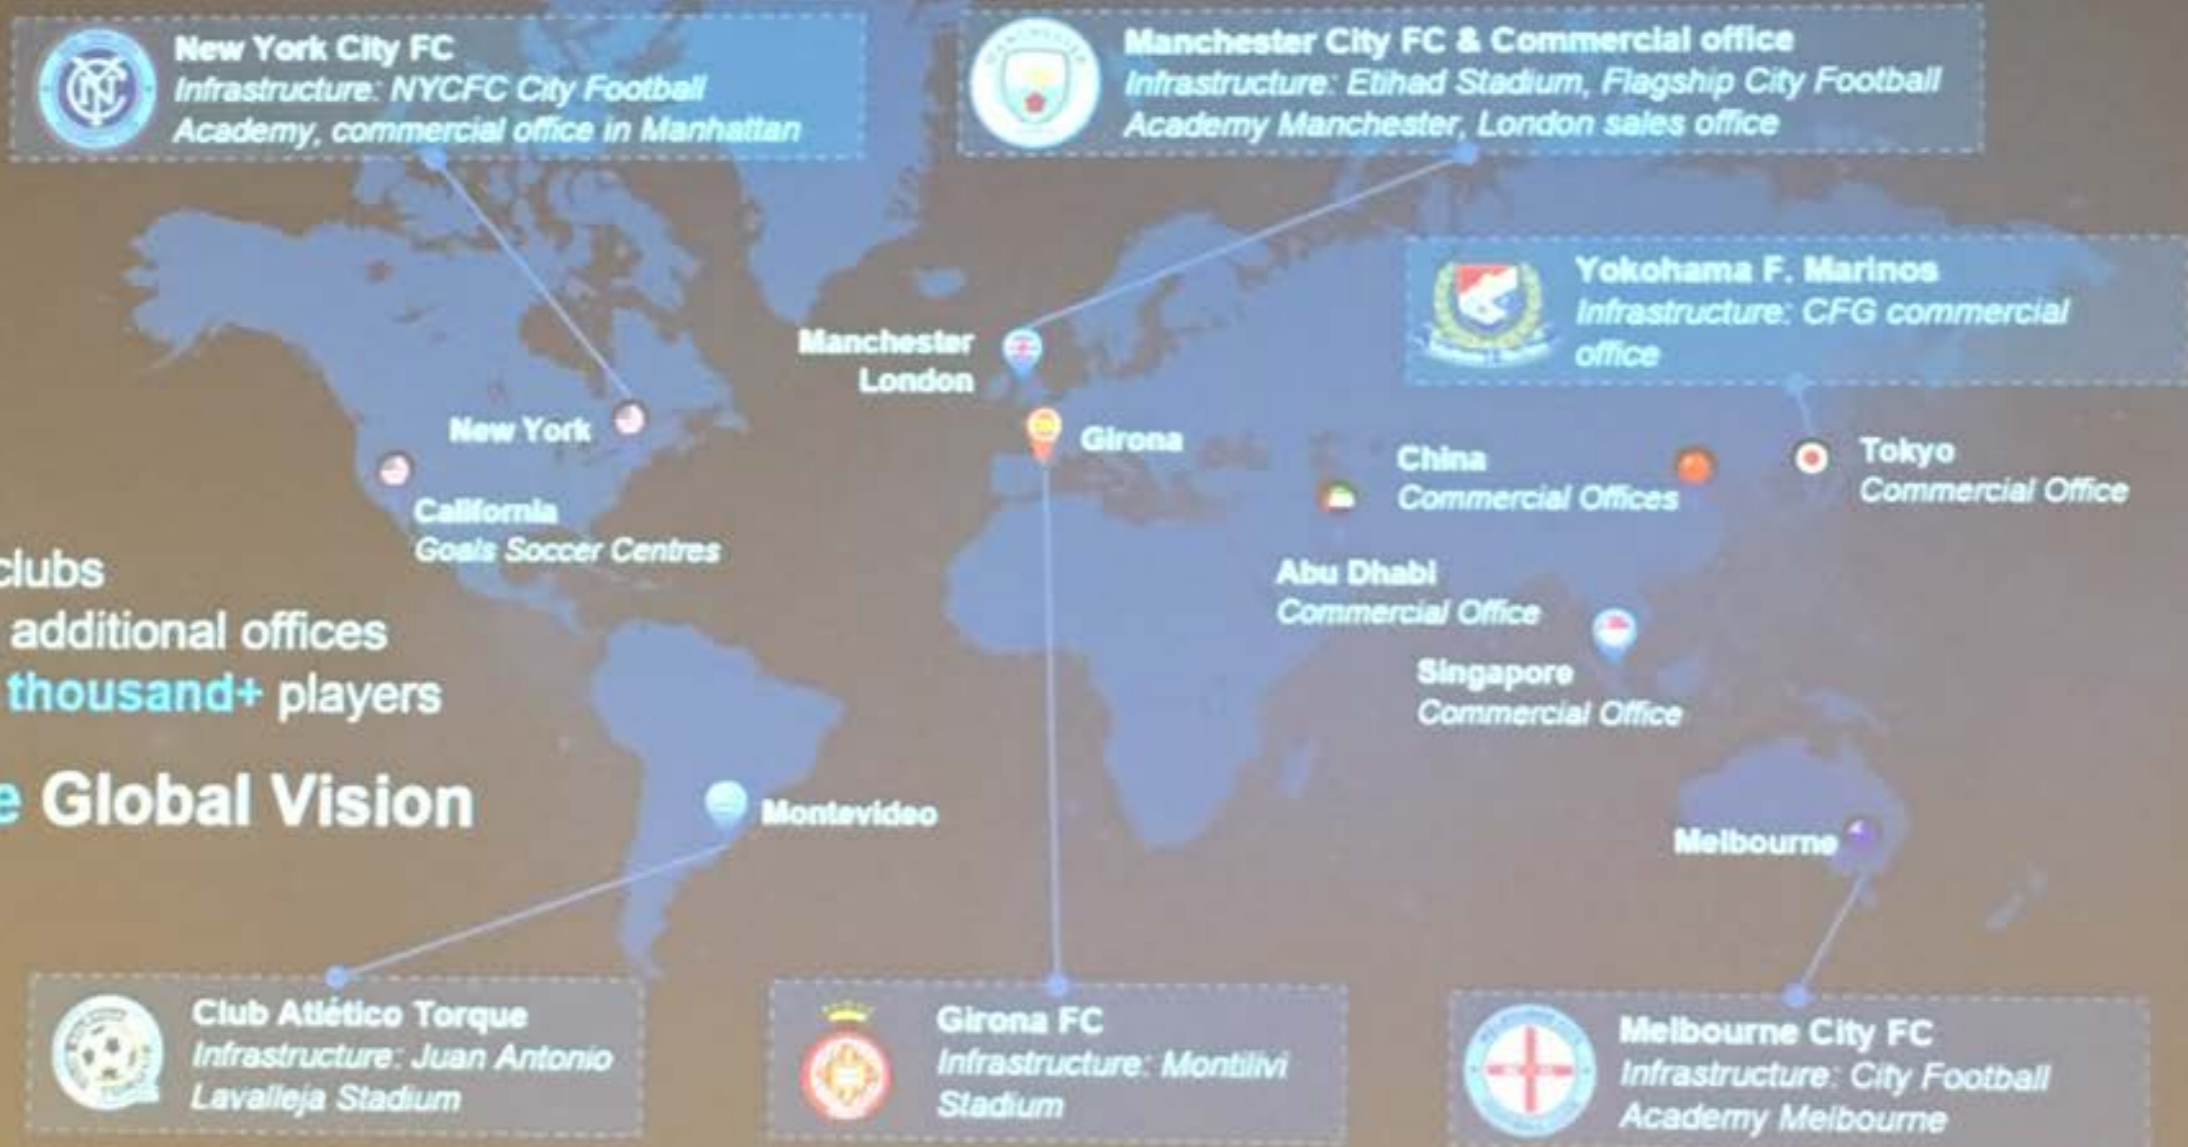 New York City FC
Infrastructure: NYCFC City Football
Academy, commercial office in Manhattan
Manchester City FC & Commercial office
Infrastructure: Etihad Stadium, Flagship City Football
Academy Manchester, London sales office
Yokohama F. Marinos
Infrastructure: CFG commercial
office
Manchester
London
New York
Girona
California
Goals Soccer Centres
China
Commercial Offices
Tokyo
Commercial Office
Abu Dhabi
Commercial Office
Singapore
Commercial Office
clubs
additional offices
thousand+ players
e Global Vision
Montevideo
Melbourne
Club Atlético Torque
Infrastructure: Juan Antonio
Lavalleja Stadium
Girona FC
Infrastructure: Montilivi
Stadium
Melbourne City FC
Infrastructure: City Football
Academy Melbourne